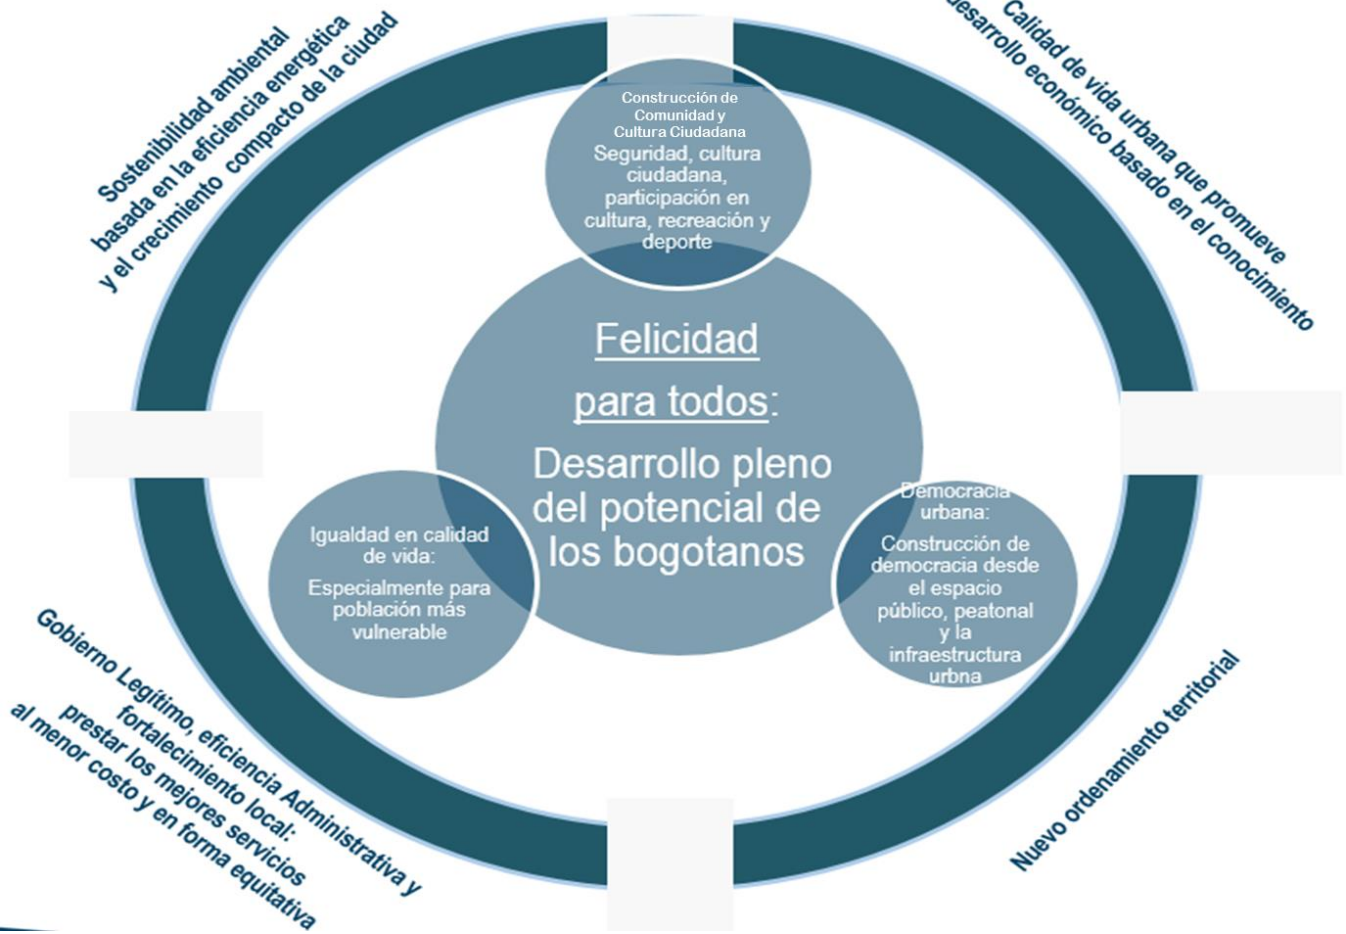 Sostenibilidad ambiental
basada en la eficiencia energética
y el crecimiento compacto de la ciudad
Calidad de vida urbana que promueve
desarrollo económico basado en el conocimiento
Construcción de
Comunidad y
Cultura Ciudadana
Seguridad, cultura
ciudadana,
participación en
cultura, recreación y
deporte
Felicidad
para todos:
Desarrollo pleno
del potencial de
los bogotanos
Igualdad en calidad
de vida:
Especialmente para
población más
vulnerable
Democracia
urbana:
Construcción de
democracia desde
el espacio
público, peatonal
y la
infraestructura
urbna
Gobierno Legítimo, eficiencia Administrativa y
fortalecimiento local:
prestar los mejores servicios
al menor costo y en forma equitativa
Nuevo ordenamiento territorial